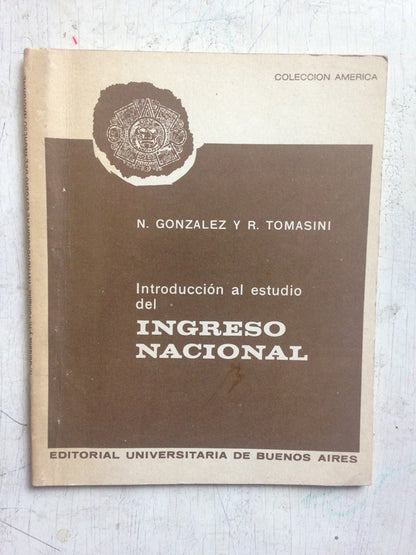 COLECCION AMERICA
N. GONZALEZ Y R. TOMASINI
Introducción al estudio
del
INGRESO
NACIONAL
EDITORIAL UNIVERSITARIA DE BUENOS AIRES